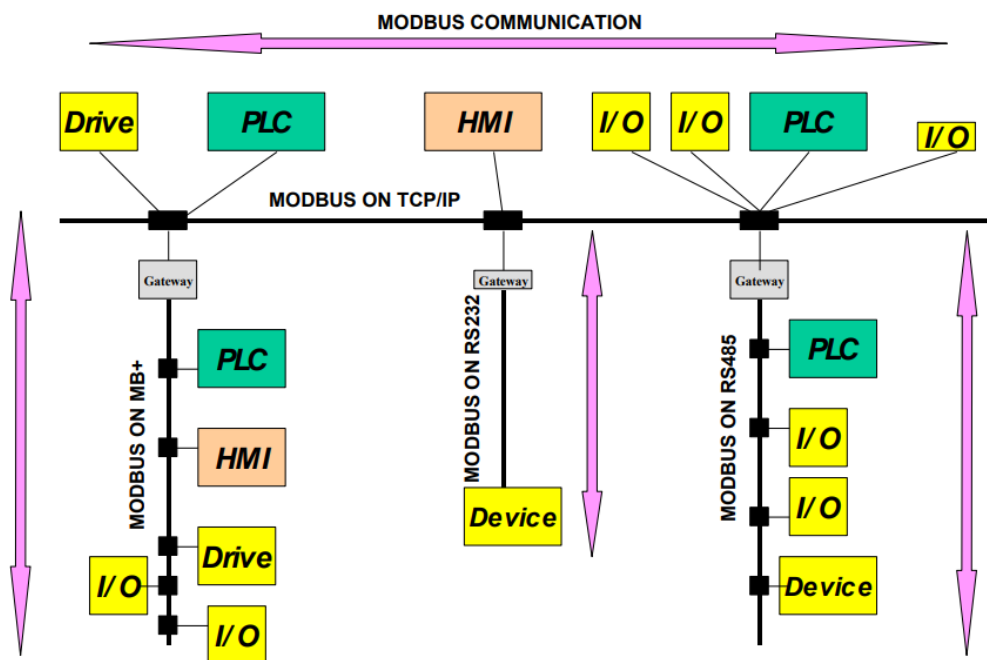 MODBUS COMMUNICATION
Drive
PLC
HMI
I/O
I/O
PLC
I/O
MODBUS ON TCP/IP
Gateway
Gateway
Gateway
MODBUS ON MB+
PLC
HMI
Drive
I/O
I/O
MODBUS ON RS232
Device
MODBUS ON RS485
PLC
I/O
I/O
Device